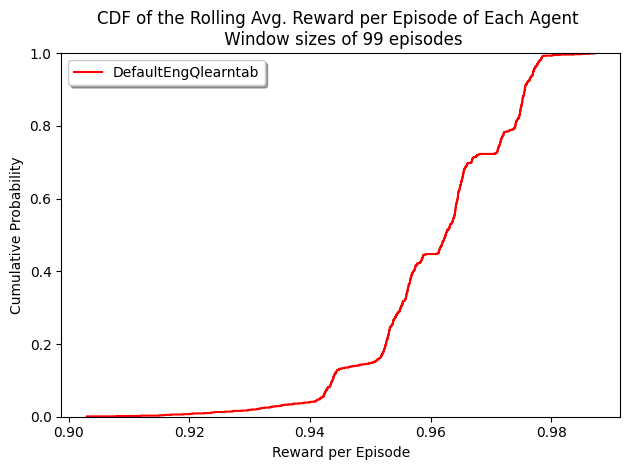 CDF of the Rolling Avg. Reward per Episode of Each Agent
Window sizes of 99 episodes
DefaultEngQlearntab
Cumulative Probability
1.0
0.8
0.6
0.4
0.2
0.0
0.90 0.92 0.94 0.96 0.98
Reward per Episode